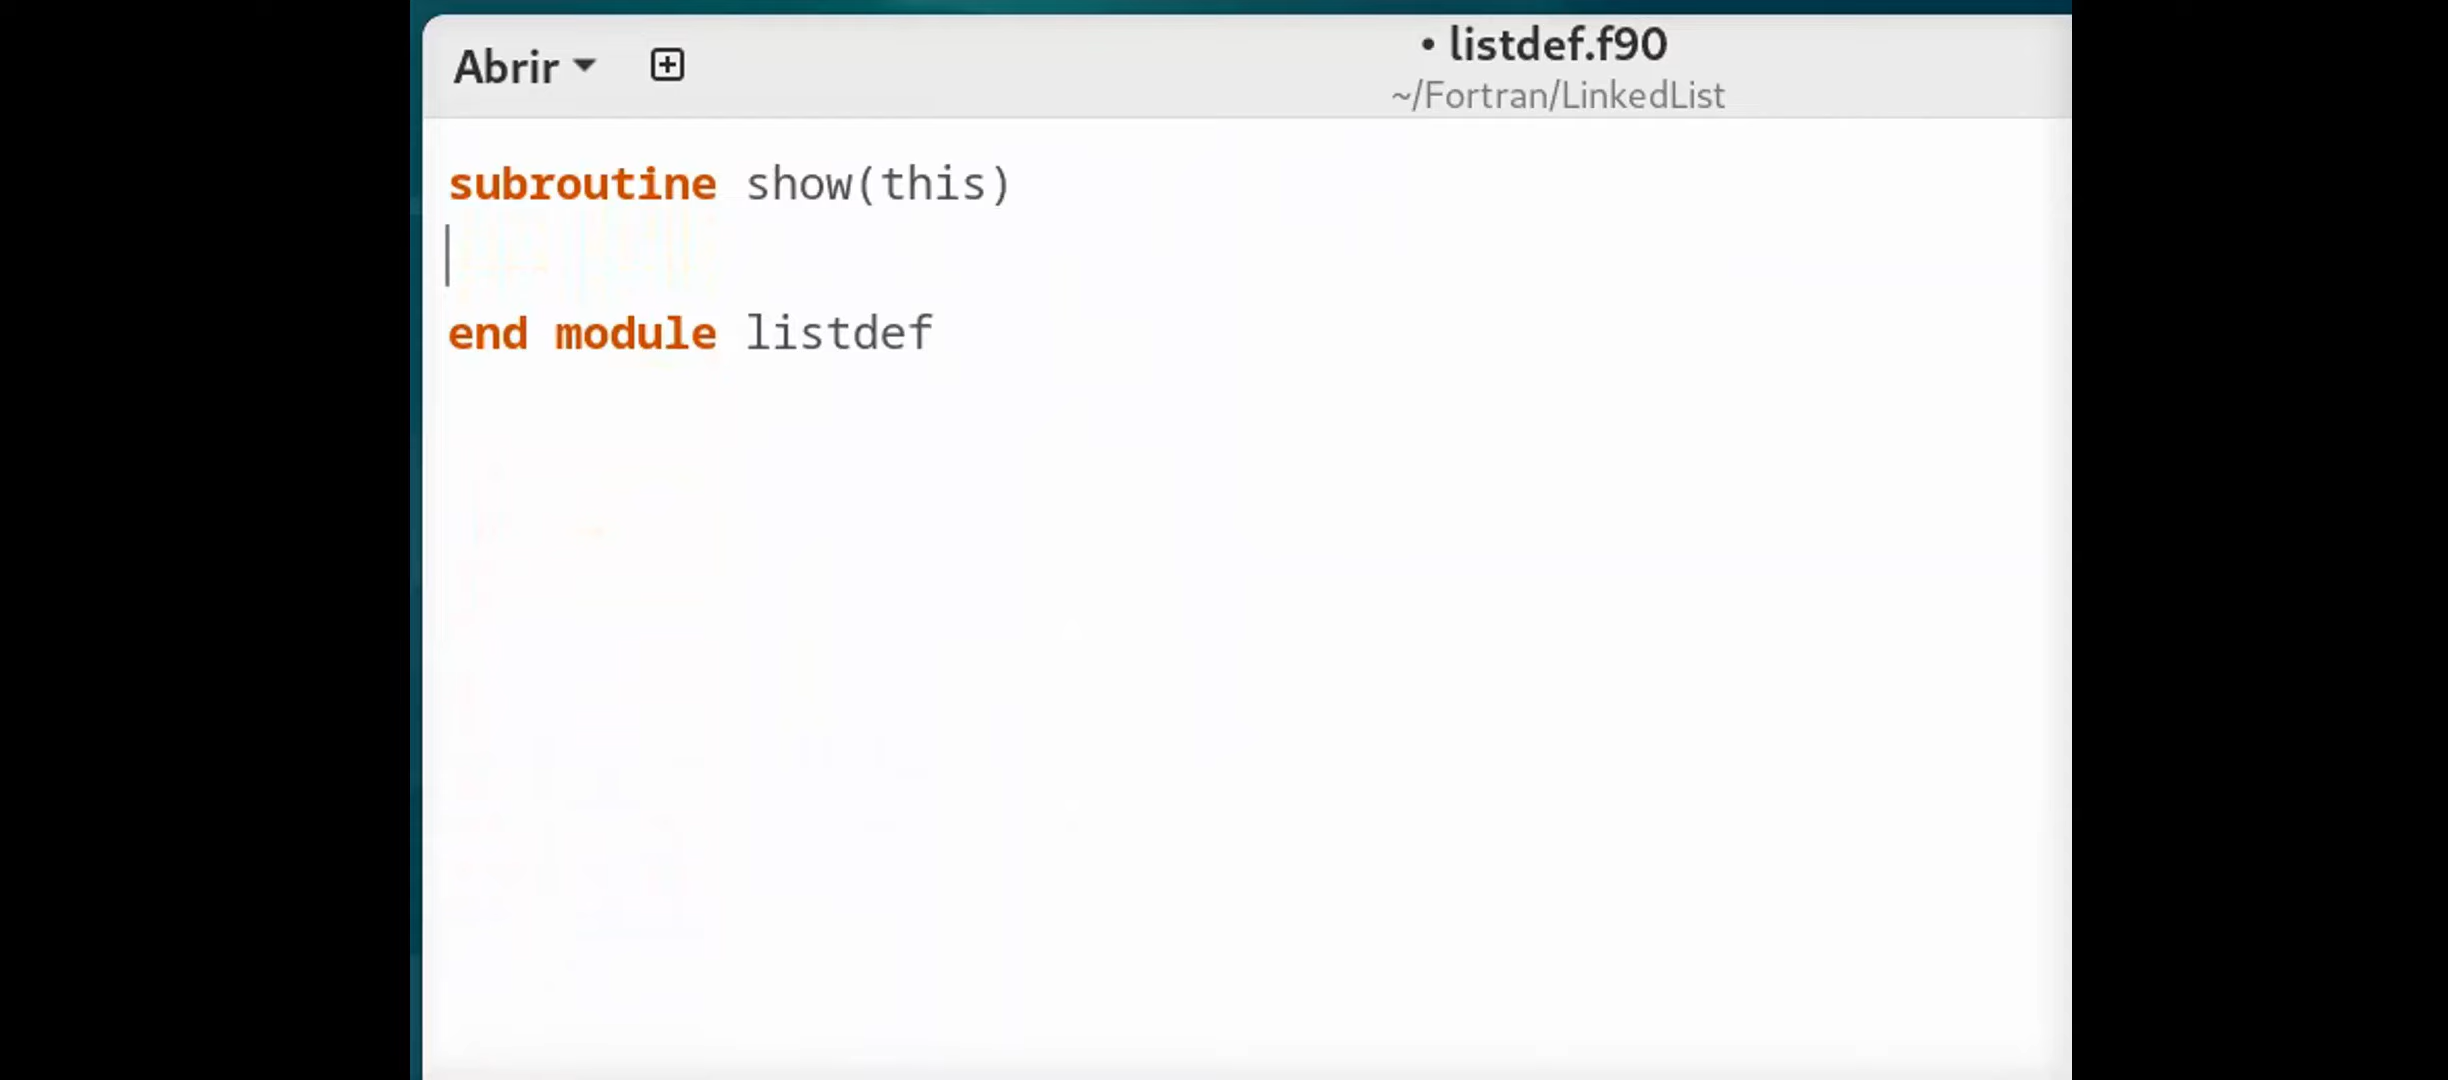 Abrir
• listdef.f90
~/Fortran/LinkedList
subroutine show(this)
end module listdef